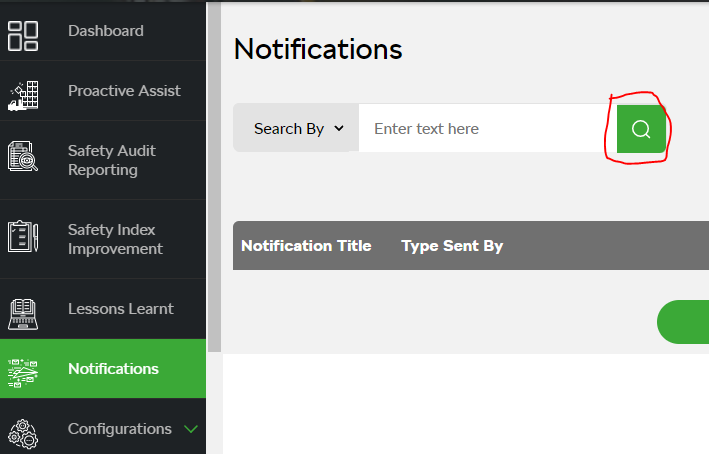 Dashboard
Proactive Assist
Safety Audit
Reporting
Safety Index
Improvement
Lessons Learnt
Notifications
Configurations
Notifications
Search By
Enter text here
Notification Title Type Sent By